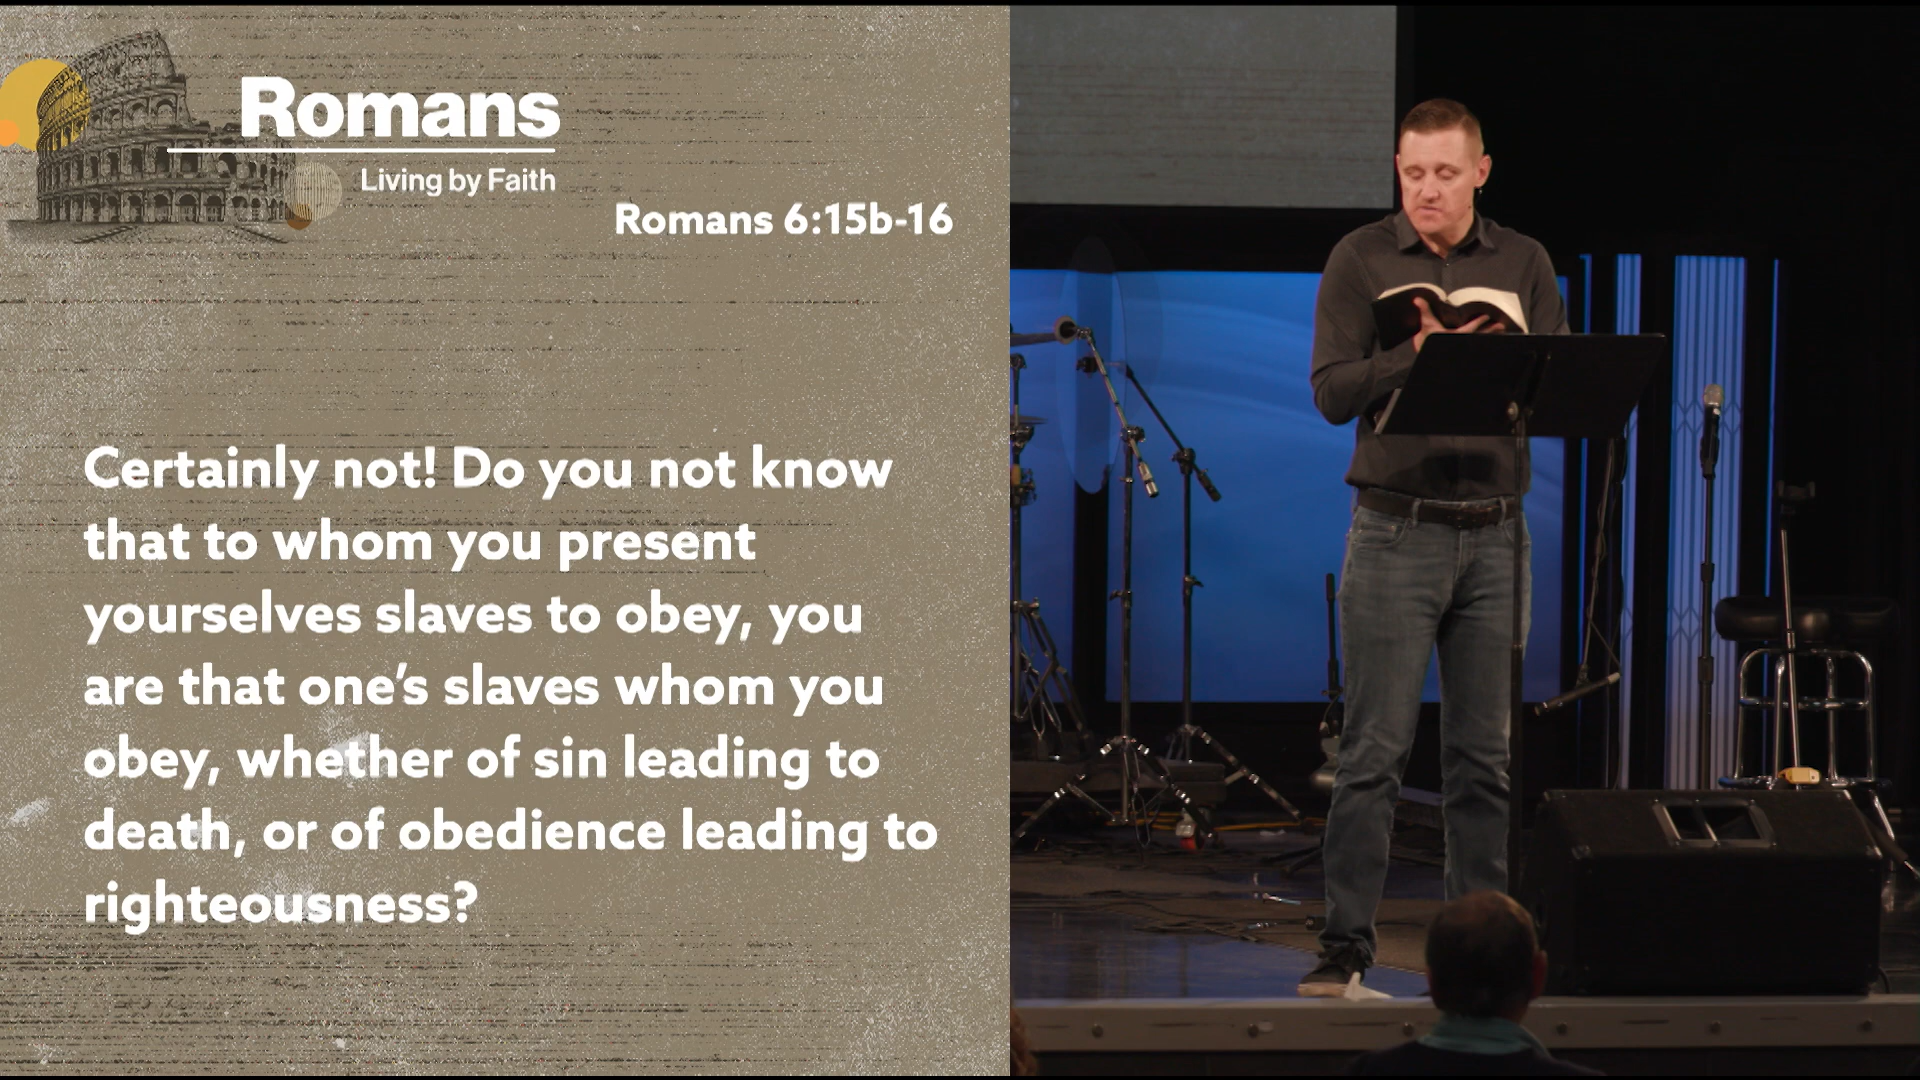 Romans
Living by Faith
Romans 6:15b-16
Certainly not! Do you not know
that to whom you present
yourselves slaves to obey, you
are that one's slaves whom you
obey, whether of sin leading to
death, or of obedience leading to
righteousness?